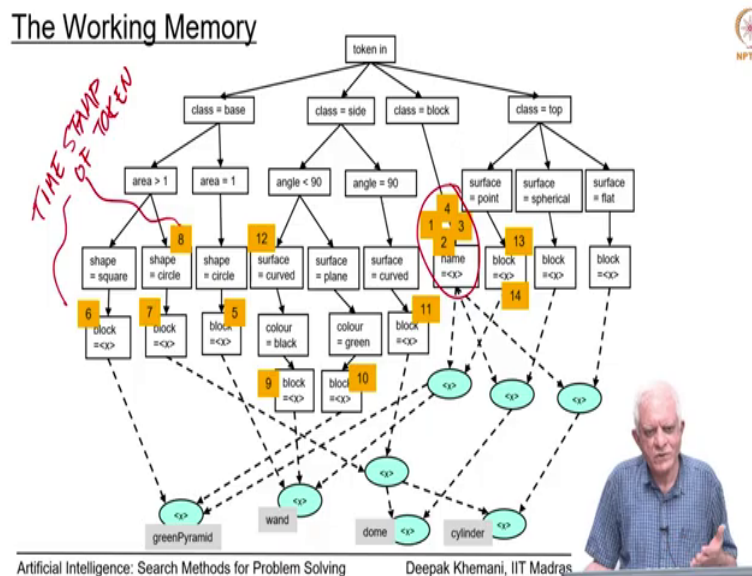 The Working Memory
NPT
TIME STAMP
OF TOKEN
token in
class = base
class = side
class = block
class = top
area > 1
area = 1
angle < 90
angle = 90
surface
= point
surface
= spherical
surface
= flat
4
1
3
2
8
12
13
shape
= square
shape
= circle
shape
= circle
surface
= curved
surface
= plane
surface
= curved
name
=<x>
block
=<x>
block
=<x>
block
=<x>
14
6
7
5
11
block
=<x>
block
=<x>
block
=<x>
colour
= black
colour
= green
block
=<x>
9
10
block
=<x>
block
=<x>
<x>
<x>
<x>
<x>
<x>
<x>
<x>
<x>
greenPyramid
wand
dome
cylinder
Artificial Intelligence: Search Methods for Problem Solving
Deepak Khemani, IIT Madras